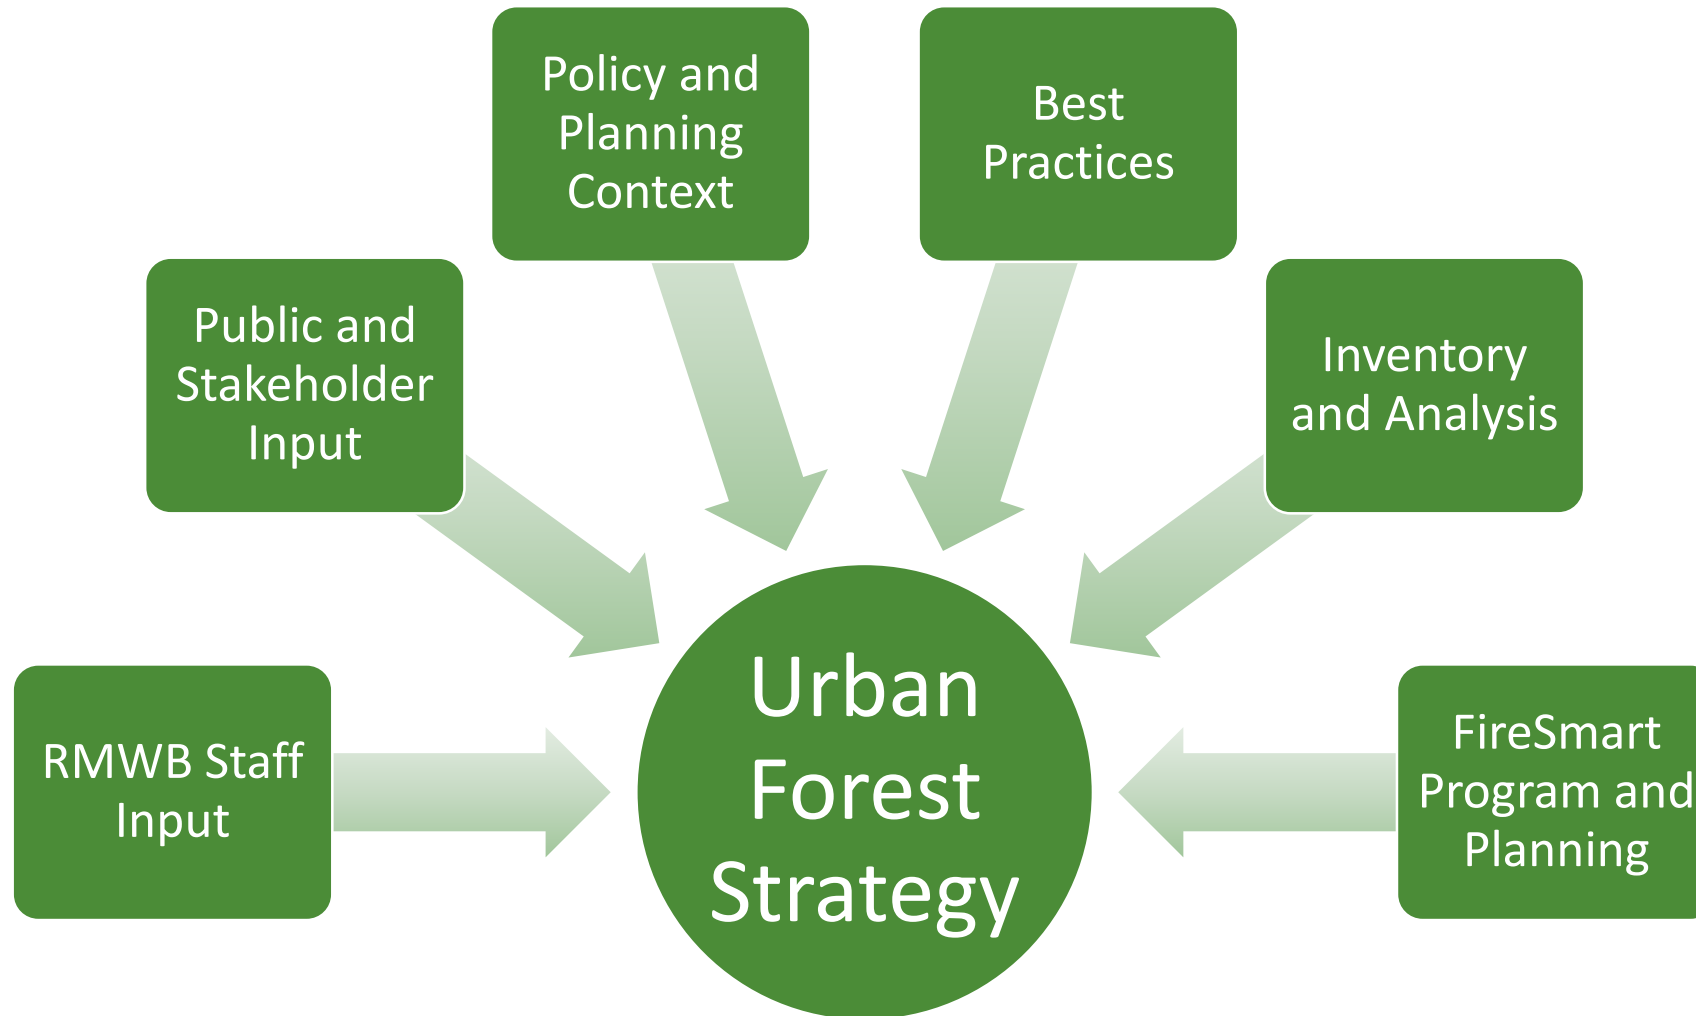 Policy and
Planning
Context
Best
Practices
Public and
Stakeholder
Input
Inventory
and Analysis
RMWB Staff
Input
Urban
Forest
Strategy
FireSmart
Program and
Planning